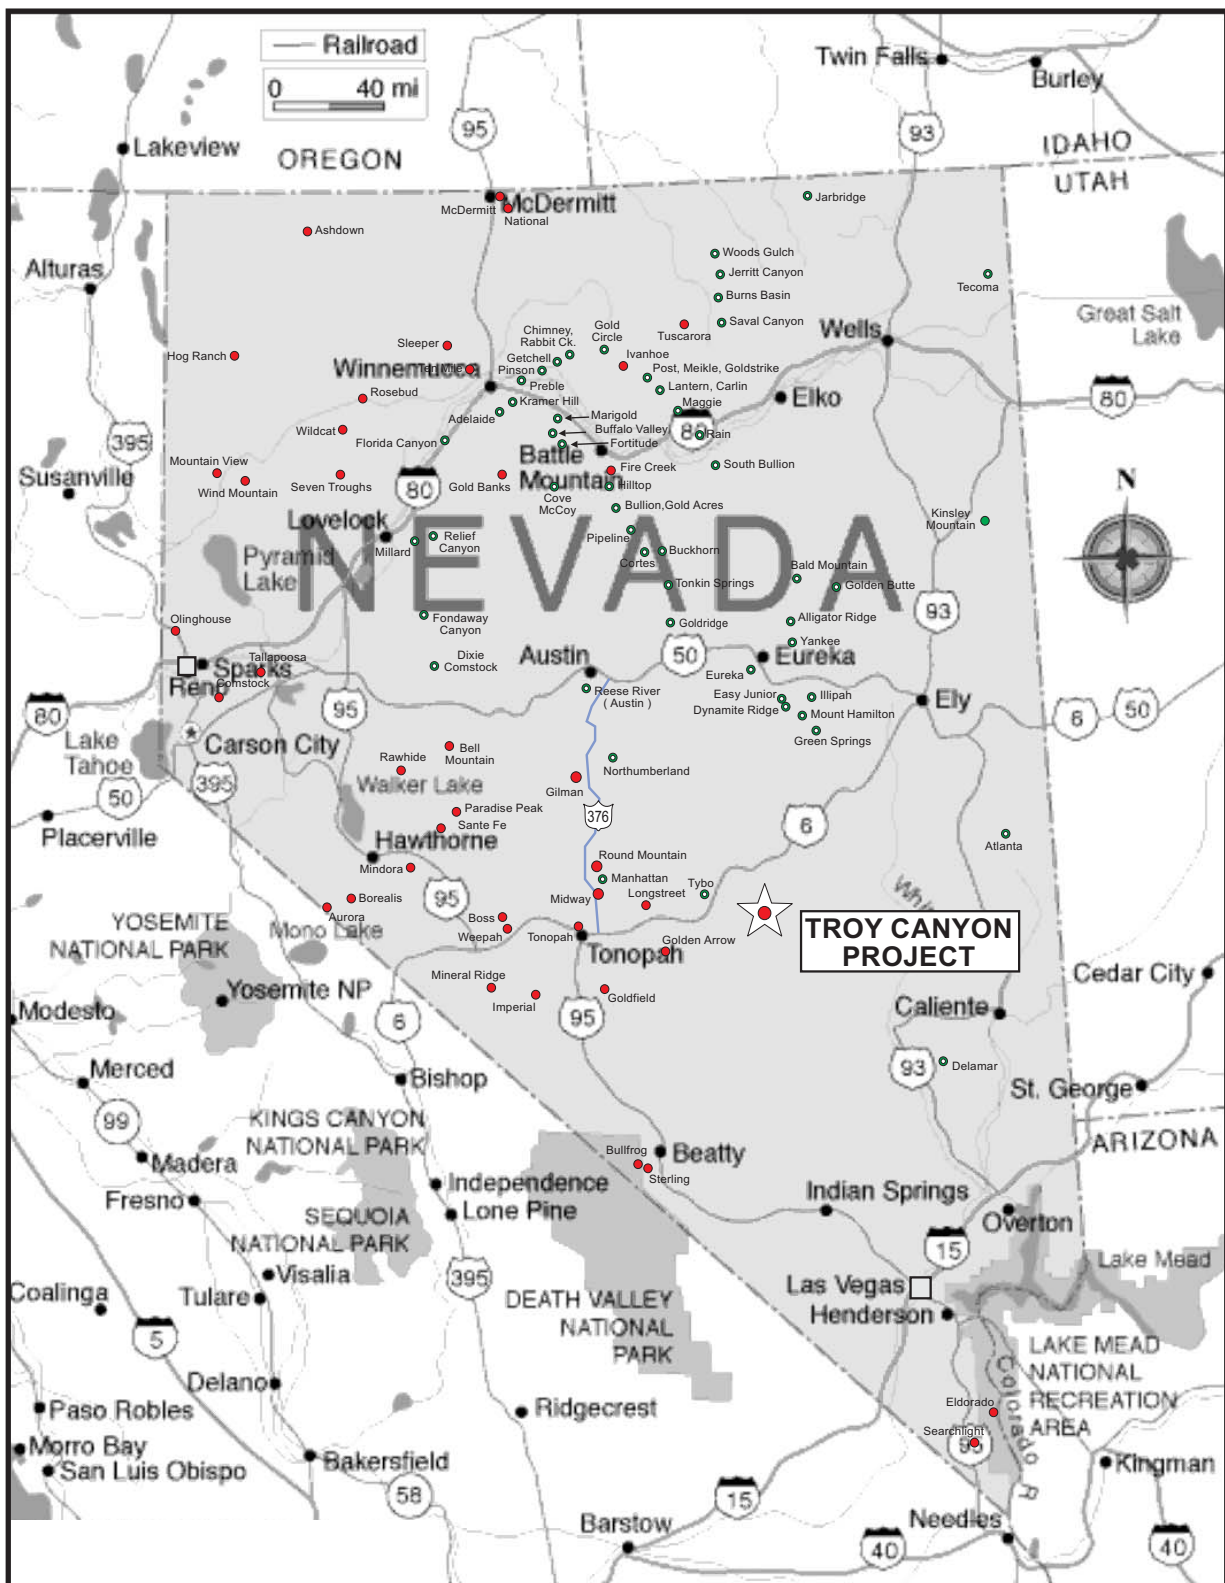 Railroad
0 40 mi
Twin Falls
Burley
95
93
Lakeview
OREGON
IDAHO
UTAH
McDermitt
McDermitt
National
Jarbridge
Ashdown
Woods Gulch
Alturas
Jerritt Canyon
Tecoma
Burns Basin
Great Salt
Lake
Saval Canyon
Tuscarora
Wells
Chimney,
Rabbit Ck.
Gold
Circle
Sleeper
Hog Ranch
Getchell
Ivanhoe
Winnemucca
Ten Mile
Pinson
Post, Meikle, Goldstrike
Preble
Lantern, Carlin
Rosebud
Kramer Hill
Maggie
Elko
80
Adelaide
Marigold
Wildcat
Buffalo Valley
80
Rain
395
Florida Canyon
Fortitude
Battle
Mountain
Mountain View
Fire Creek
South Bullion
Susanville
Wind Mountain
Seven Troughs
80
Gold Banks
Hilltop
N
Cove
McCoy
Bullion,Gold Acres
Kinsley
Mountain
Lovelock
NEVADA
Millard
Relief
Canyon
Pipeline
Pyramid
Lake
Cortes
Buckhorn
Bald Mountain
Tonkin Springs
Golden Butte
93
Fondaway
Canyon
Goldridge
Alligator Ridge
Olinghouse
Yankee
Dixie
Comstock
Austin
50
Eureka
Sparks
Tallapoosa
Reno
Comstock
Eureka
Reese River
( Austin )
Easy Junior
Illipah
Ely
Dynamite Ridge
Mount Hamilton
80
95
6
50
Green Springs
Carson City
Lake
Tahoe
Bell
Mountain
Rawhide
Northumberland
395
Walker Lake
Gilman
50
Paradise Peak
376
6
Placerville
Sante Fe
Hawthorne
Atlanta
Mindora
Round Mountain
Manhattan
Borealis
95
Midway
Longstreet
Tybo
Aurora
YOSEMITE
NATIONAL PARK
Mono Lake
Boss
Weepah
Tonopah
Tonopah
Golden Arrow
TROY CANYON
PROJECT
Mineral Ridge
Cedar City
Yosemite NP
Imperial
Goldfield
Modesto
6
95
Caliente
Merced
Bishop
93
Delamar
St. George
99
KINGS CANYON
NATIONAL PARK
ARIZONA
Madera
Bullfrog
Beatty
Sterling
Independence
Fresno
Lone Pine
Indian Springs
SEQUOIA
NATIONAL PARK
Overton
15
Lake Mead
Visalia
395
Coalinga
Tulare
Las Vegas
DEATH VALLEY
NATIONAL
PARK
Henderson
5
LAKE MEAD
NATIONAL
RECREATION
AREA
Colorado R
Delano
Eldorado
Paso Robles
Ridgecrest
Searchlight
95
Morro Bay
Bakersfield
San Luis Obispo
Kingman
58
15
Barstow
Needles
40
40